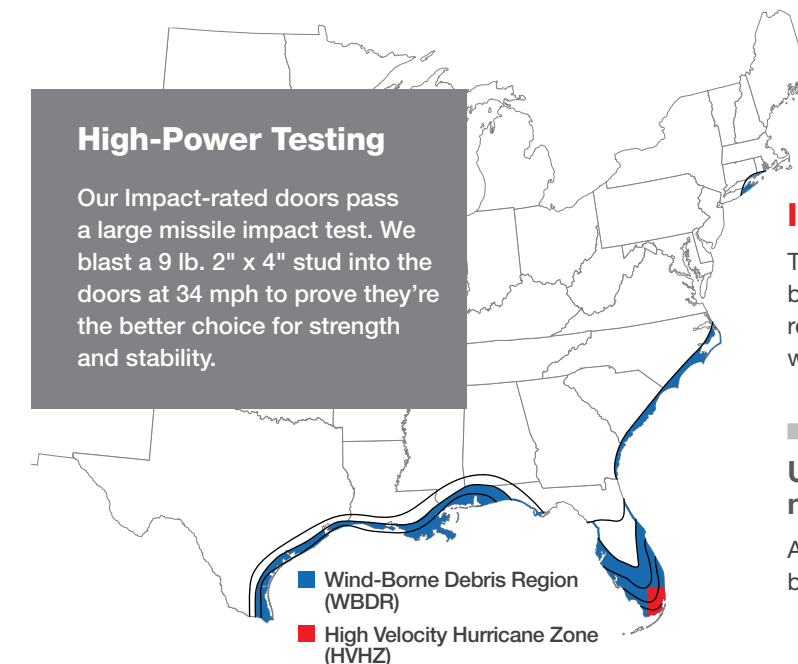 High-Power Testing
Our Impact-rated doors pass
a large missile impact test. We
blast a 9 lb. 2" x 4" stud into the
doors at 34 mph to prove they’re
the better choice for strength
and stability.
Wind-Borne Debris Region
(WBDR)
High Velocity Hurricane Zone
(HVHZ)